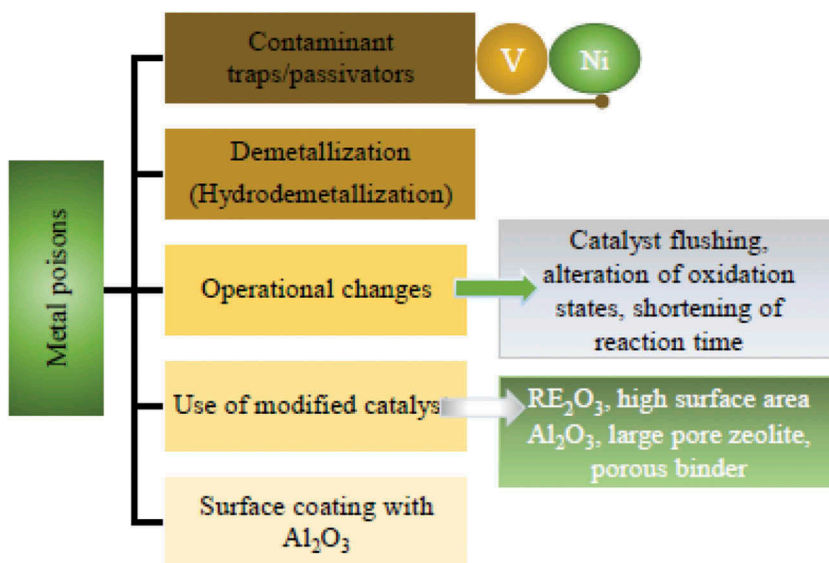 Metal poisons
Contaminant
traps/passivators
V
Ni
Demetallization
(Hydrodemetallization)
Operational changes
Catalyst flushing,
alteration of oxidation
states, shortening of
reaction time
Use of modified catalys
RE₂O₃, high surface area
Al₂O₃, large pore zeolite,
porous binder
Surface coating with
Al₂O₃